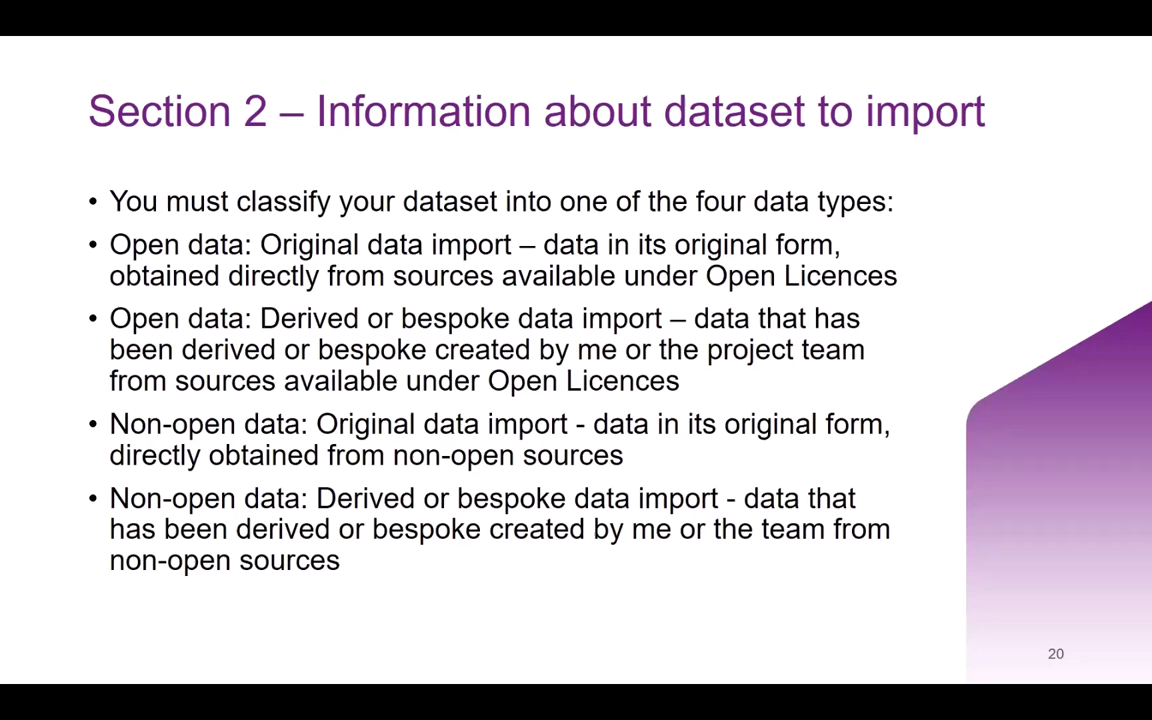 Section 2 – Information about dataset to import
• You must classify your dataset into one of the four data types:
• Open data: Original data import – data in its original form,
obtained directly from sources available under Open Licences
• Open data: Derived or bespoke data import – data that has
been derived or bespoke created by me or the project team
from sources available under Open Licences
• Non-open data: Original data import - data in its original form,
directly obtained from non-open sources
• Non-open data: Derived or bespoke data import - data that
has been derived or bespoke created by me or the team from
non-open sources
20